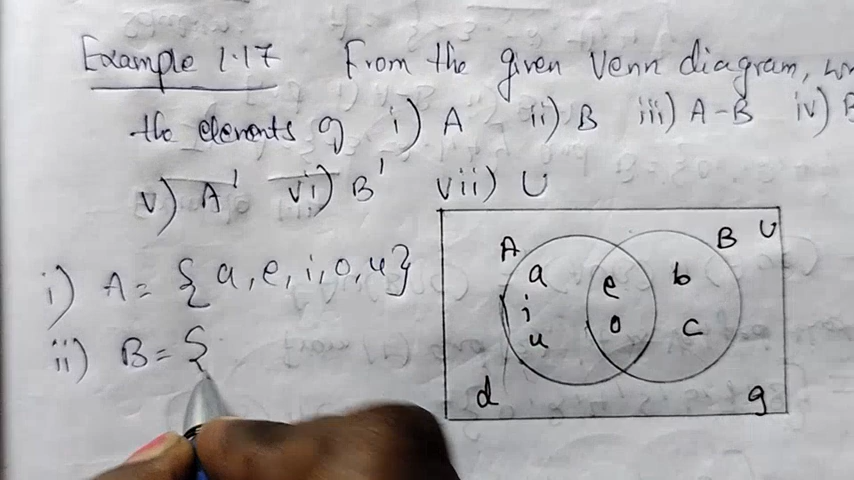 Example 1.17 From the given Venn diagram,
the elements of i) A ii) B iii) A-B iv)
v) A' vi) B' vii) U
i) A = {a, e, i, o, u}
ii) B = {
A B U
a e b
i o c
u
d g